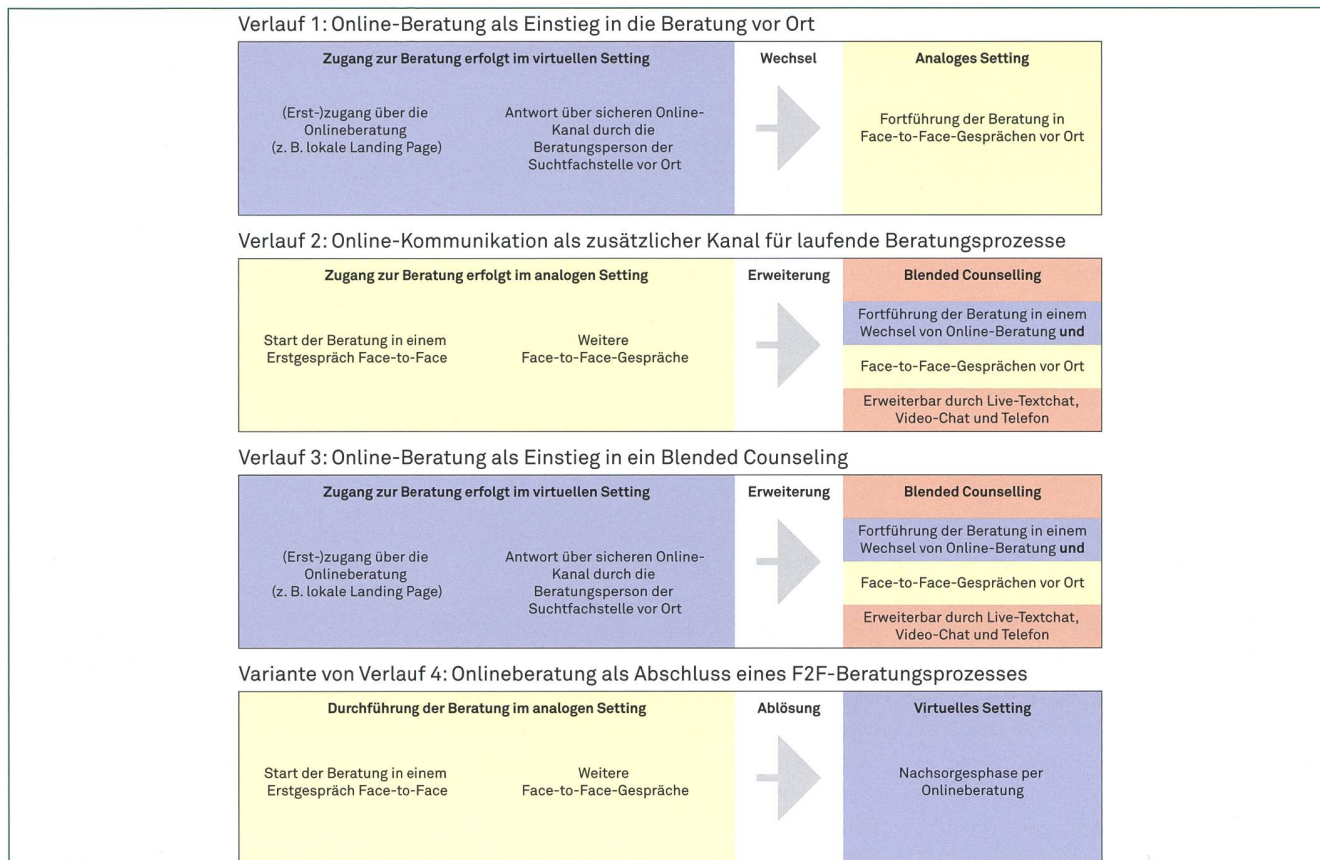 Verlauf 1: Online-Beratung als Einstieg in die Beratung vor Ort
Zugang zur Beratung erfolgt im virtuellen Setting
(Erst-)zugang über die
Onlineberatung
(z. B. lokale Landing Page)
Antwort über sicheren Online-
Kanal durch die
Beratungsperson der
Suchtfachstelle vor Ort
Wechsel
Analoges Setting
Fortführung der Beratung in
Face-to-Face-Gesprächen vor Ort
Verlauf 2: Online-Kommunikation als zusätzlicher Kanal für laufende Beratungsprozesse
Zugang zur Beratung erfolgt im analogen Setting
Start der Beratung in einem
Erstgespräch Face-to-Face
Weitere
Face-to-Face-Gespräche
Erweiterung
Blended Counselling
Fortführung der Beratung in einem
Wechsel von Online-Beratung und
Face-to-Face-Gesprächen vor Ort
Erweiterbar durch Live-Textchat,
Video-Chat und Telefon
Verlauf 3: Online-Beratung als Einstieg in ein Blended Counseling
Zugang zur Beratung erfolgt im virtuellen Setting
(Erst-)zugang über die
Onlineberatung
(z. B. lokale Landing Page)
Antwort über sicheren Online-
Kanal durch die
Beratungsperson der
Suchtfachstelle vor Ort
Erweiterung
Blended Counselling
Fortführung der Beratung in einem
Wechsel von Online-Beratung und
Face-to-Face-Gesprächen vor Ort
Erweiterbar durch Live-Textchat,
Video-Chat und Telefon
Variante von Verlauf 4: Onlineberatung als Abschluss eines F2F-Beratungsprozesses
Durchführung der Beratung im analogen Setting
Start der Beratung in einem
Erstgespräch Face-to-Face
Weitere
Face-to-Face-Gespräche
Ablösung
Virtuelles Setting
Nachsorgesphase per
Onlineberatung